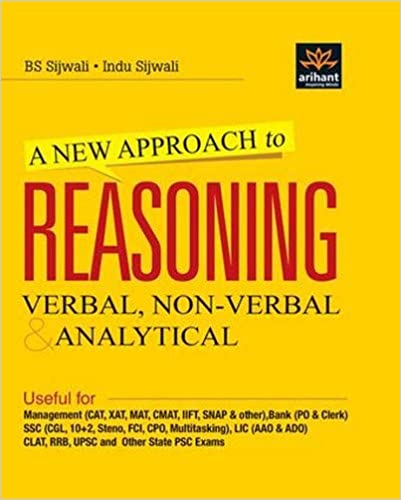 BS Sijwali • Indu Sijwali
arihant
Inspiring Minds
A NEW APPROACH to
REASONING
VERBAL, NON-VERBAL
& ANALYTICAL
Useful for
Management (CAT, XAT, MAT, CMAT, IIFT, SNAP & other),Bank (PO & Clerk)
SSC (CGL, 10+2, Steno, FCI, CPO, Multitasking), LIC (AAO & ADO)
CLAT, RRB, UPSC and Other State PSC Exams